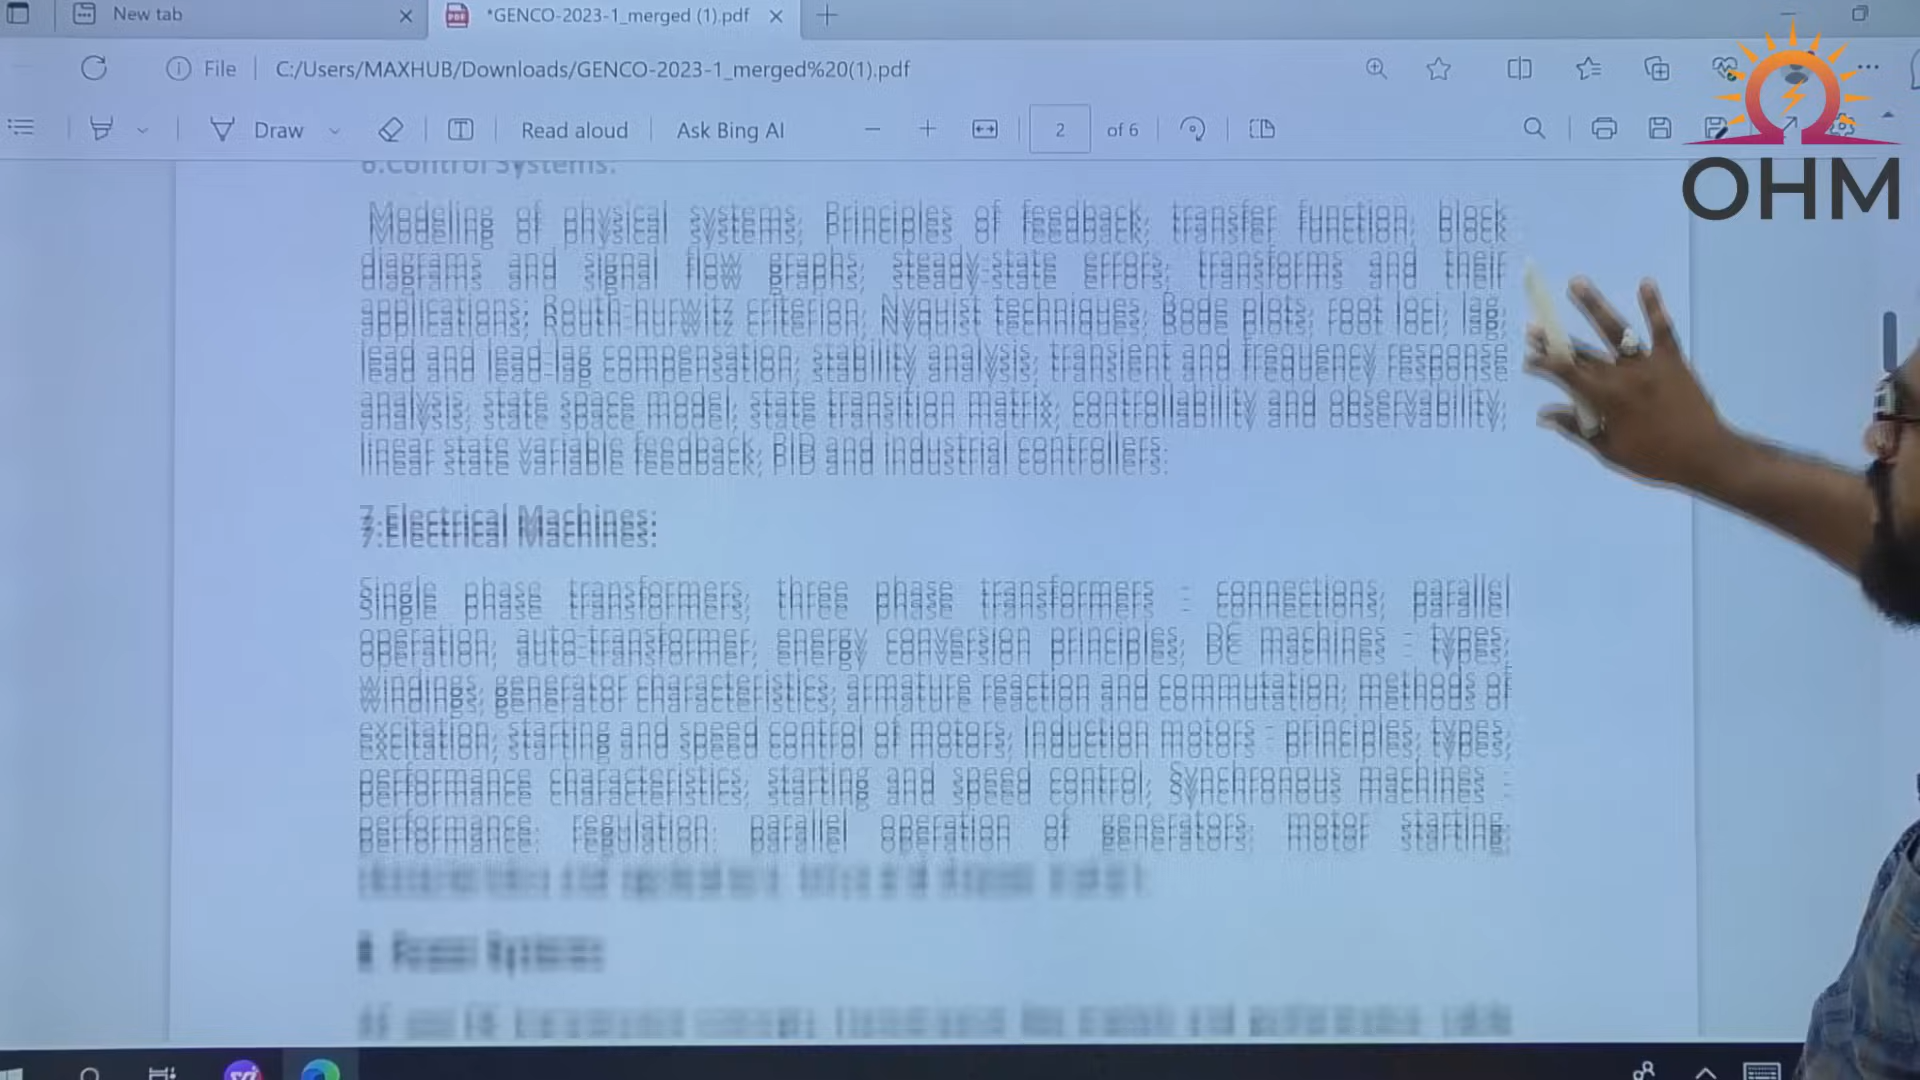 New tab
*GENCO-2023-1_merged (1).pdf
File C:/Users/MAXHUB/Downloads/GENCO-2023-1_merged%20(1).pdf
Draw Read aloud Ask Bing AI 2 of 6
OHM
6.Control Systems:
Modeling of physical systems, Principles of feedback, transfer function, block
diagrams and signal flow graphs, steady-state errors, transforms and their
applications; Routh-hurwitz criterion, Nyquist techniques, Bode plots, root loci, lag,
lead and lead-lag compensation, stability analysis, transient and frequency response
analysis, state space model, state transition matrix, controllability and observability,
linear state variable feedback, PID and industrial controllers.
7.Electrical Machines:
Single phase transformers, three phase transformers - connections, parallel
operation, auto-transformer, energy conversion principles, DC machines - types,
windings, generator characteristics, armature reaction and commutation, methods of
excitation, starting and speed control of motors, Induction motors - principles, types,
performance characteristics, starting and speed control, Synchronous machines -
performance, regulation, parallel operation of generators, motor starting,
8. Power Systems